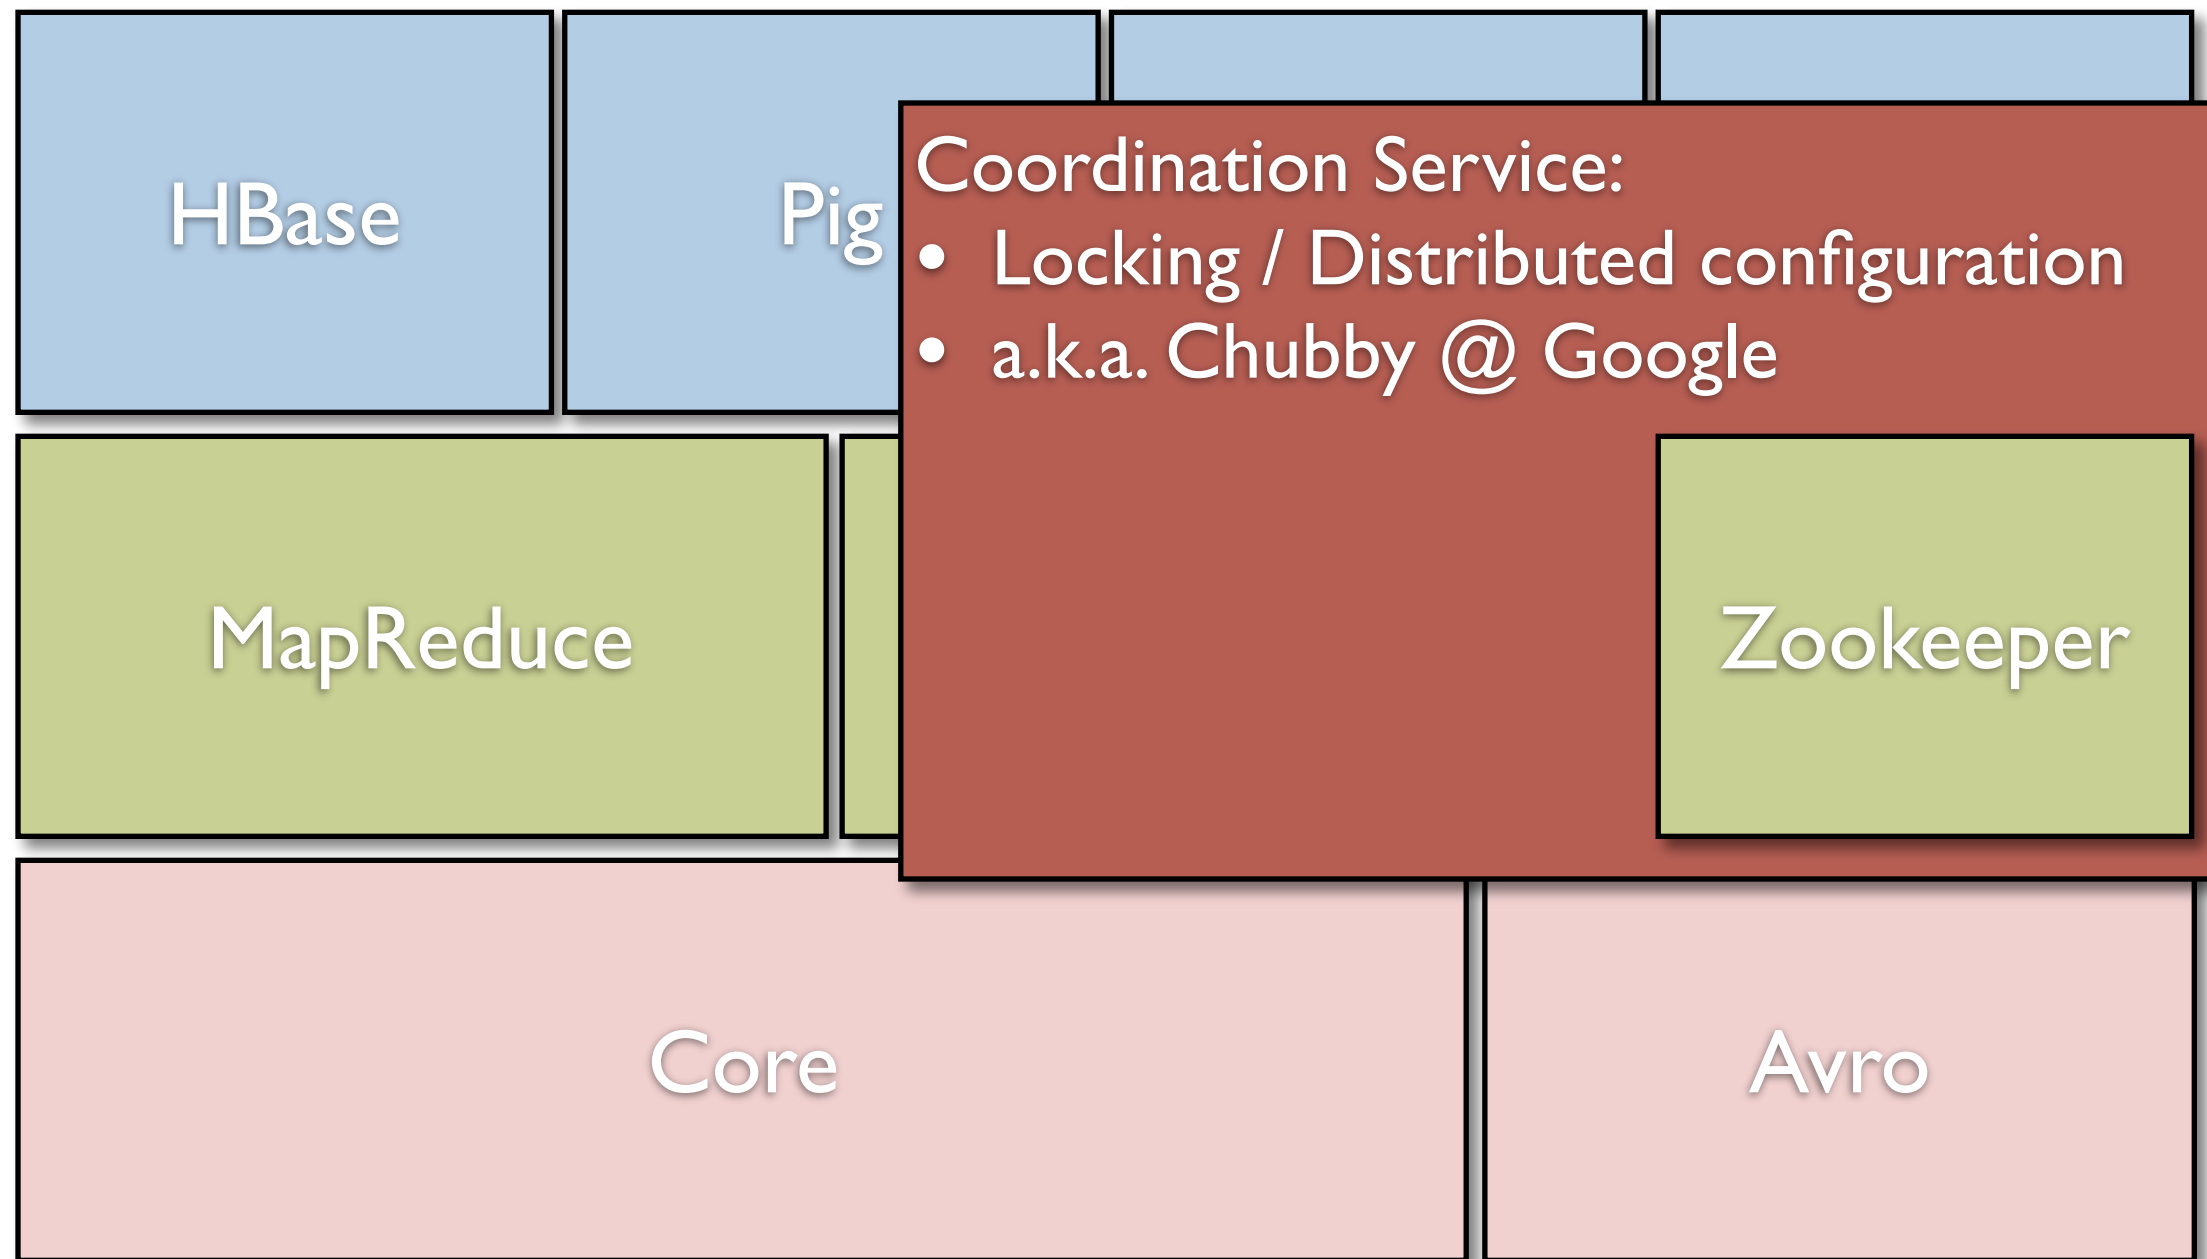 HBase
Pig
Coordination Service:
• Locking / Distributed configuration
• a.k.a. Chubby @ Google
MapReduce
Zookeeper
Core
Avro